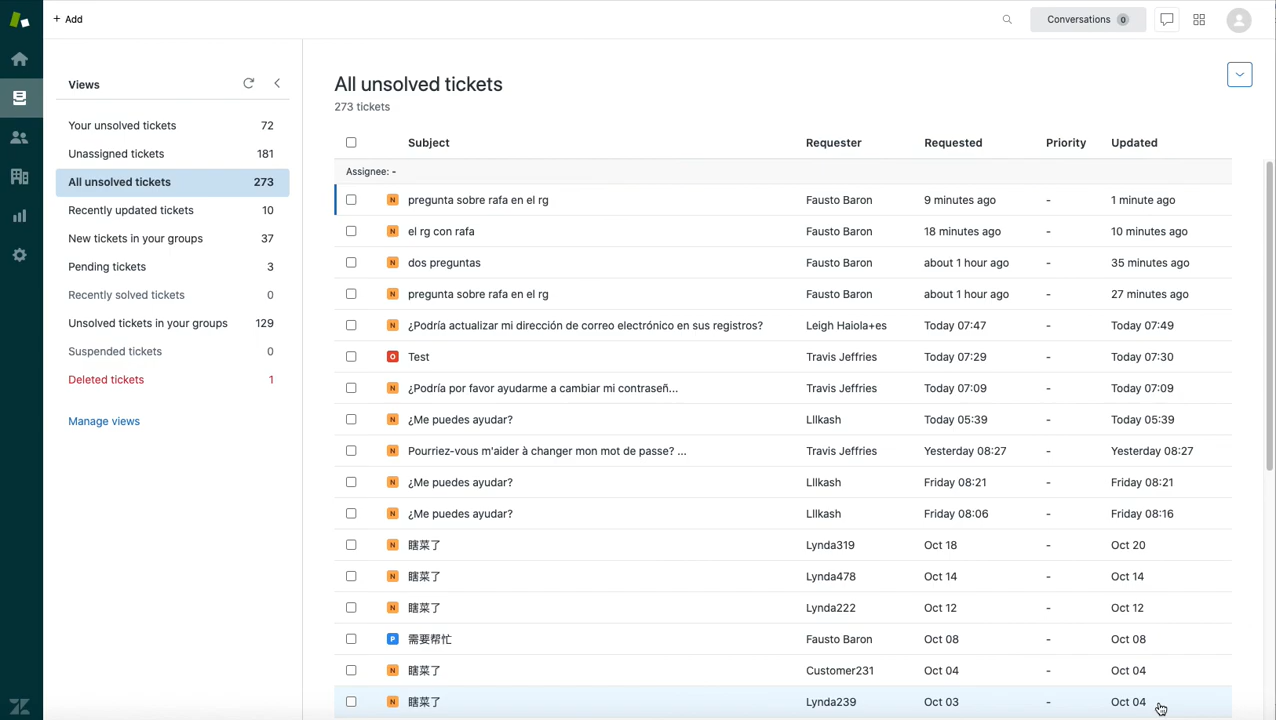 + Add
Conversations 0
Views
Your unsolved tickets 72
Unassigned tickets 181
All unsolved tickets 273
Recently updated tickets 10
New tickets in your groups 37
Pending tickets 3
Recently solved tickets 0
Unsolved tickets in your groups 129
Suspended tickets 0
Deleted tickets 1
Manage views
All unsolved tickets
273 tickets
Subject Requester Requested Priority Updated
Assignee: -
N pregunta sobre rafa en el rg Fausto Baron 9 minutes ago - 1 minute ago
N el rg con rafa Fausto Baron 18 minutes ago - 10 minutes ago
N dos preguntas Fausto Baron about 1 hour ago - 35 minutes ago
N pregunta sobre rafa en el rg Fausto Baron about 1 hour ago - 27 minutes ago
N ¿Podría actualizar mi dirección de correo electrónico en sus registros? Leigh Haiola+es Today 07:47 - Today 07:49
O Test Travis Jeffries Today 07:29 - Today 07:30
N ¿Podría por favor ayudarme a cambiar mi contraseñ... Travis Jeffries Today 07:09 - Today 07:09
N ¿Me puedes ayudar? Lllkash Today 05:39 - Today 05:39
N Pourriez-vous m'aider à changer mon mot de passe? ... Travis Jeffries Yesterday 08:27 - Yesterday 08:27
N ¿Me puedes ayudar? Lllkash Friday 08:21 - Friday 08:21
N ¿Me puedes ayudar? Lllkash Friday 08:06 - Friday 08:16
N 瞎菜了 Lynda319 Oct 18 - Oct 20
N 瞎菜了 Lynda478 Oct 14 - Oct 14
N 瞎菜了 Lynda222 Oct 12 - Oct 12
P 需要帮忙 Fausto Baron Oct 08 - Oct 08
N 瞎菜了 Customer231 Oct 04 - Oct 04
N 瞎菜了 Lynda239 Oct 03 - Oct 04